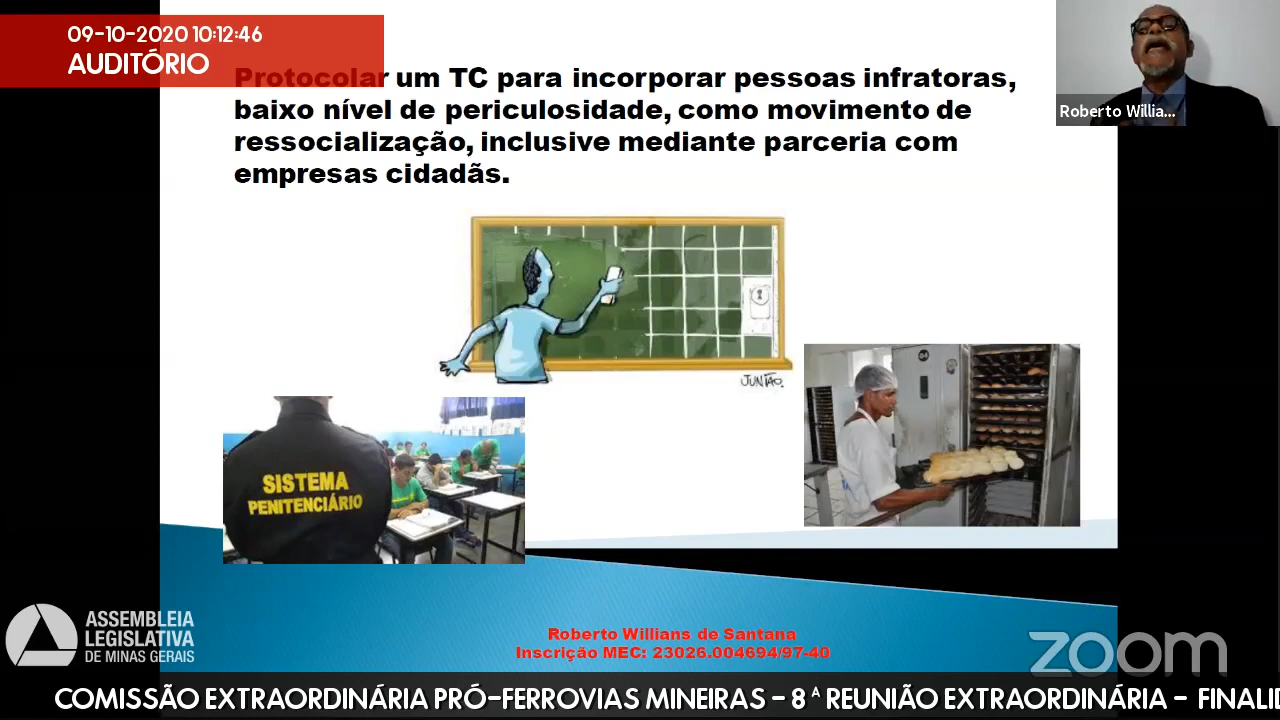 09-10-2020 10:12:46
AUDITÓRIO
Protocolar um TC para incorporar pessoas infratoras,
baixo nível de periculosidade, como movimento de
ressocialização, inclusive mediante parceria com
empresas cidadãs.
Roberto Willia...
JUNIÃO.
SISTEMA
PENITENCIÁRIO
04
ASSEMBLEIA
LEGISLATIVA
DE MINAS GERAIS
Roberto Willians de Santana
Inscrição MEC: 23026.004694/97-40
zoom
COMISSÃO EXTRAORDINÁRIA PRÓ-FERROVIAS MINEIRAS - 8ª REUNIÃO EXTRAORDINÁRIA - FINALID